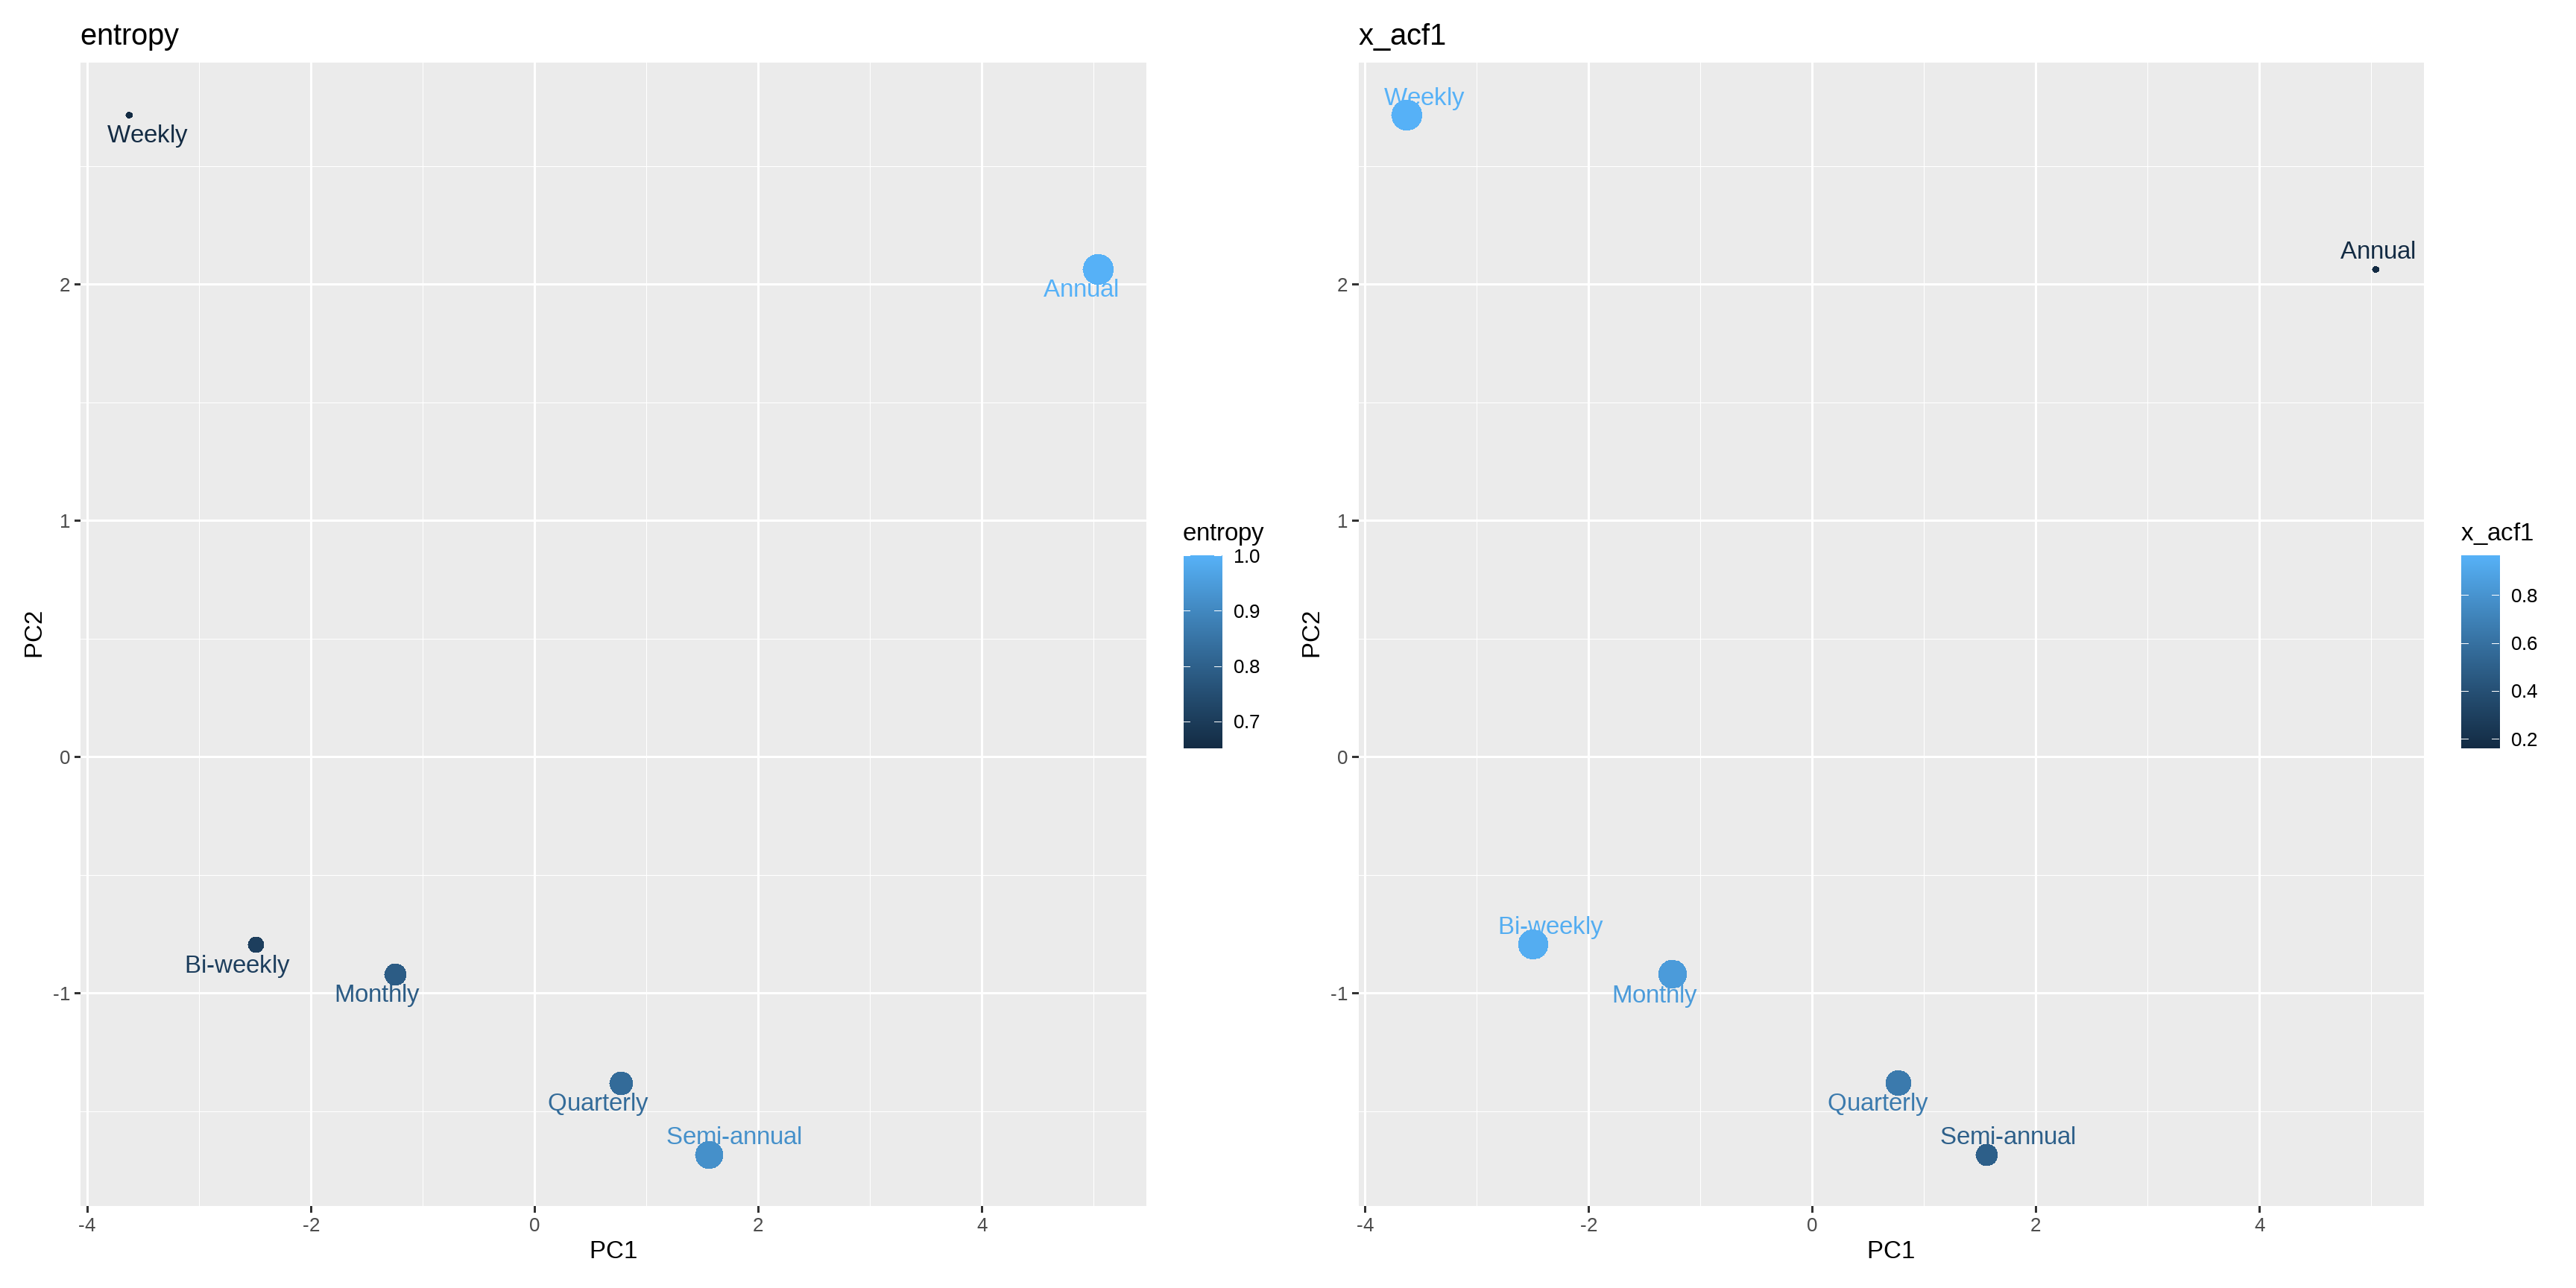 entropy
Weekly
Annual
Bi-weekly
Monthly
Quarterly
Semi-annual
2
1
0
-1
-4
-2
0
2
4
PC1
PC2
entropy
1.0
0.9
0.8
0.7
x_acf1
Weekly
Annual
Bi-weekly
Monthly
Quarterly
Semi-annual
2
1
0
-1
-4
-2
0
2
4
PC1
PC2
x_acf1
0.8
0.6
0.4
0.2